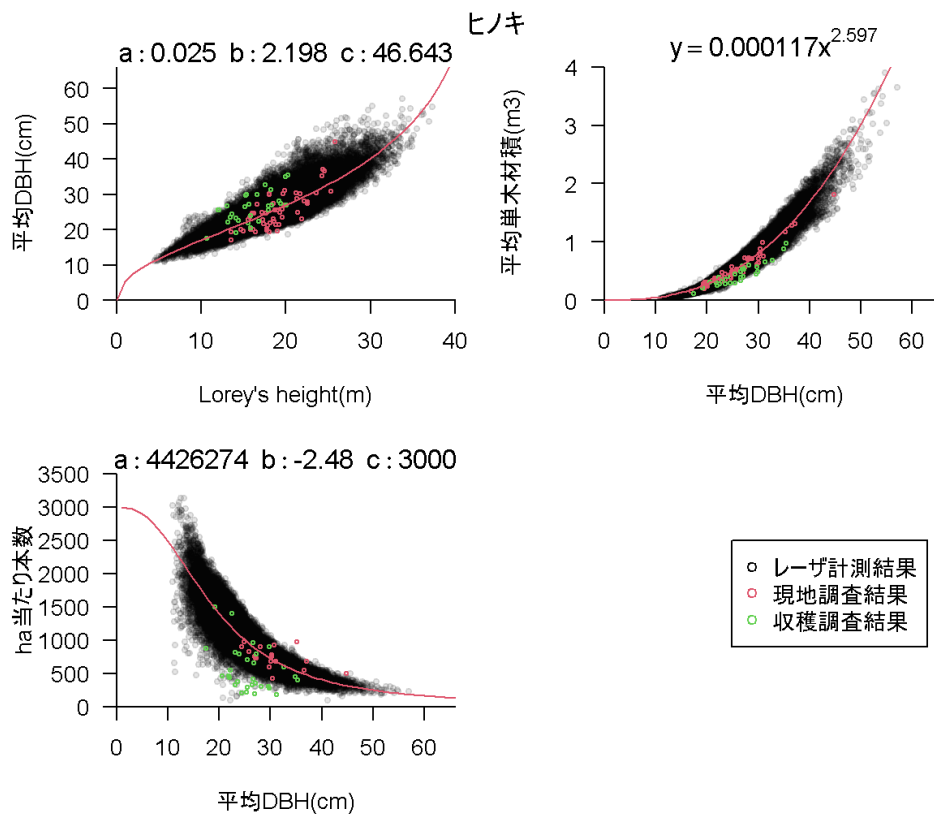 ヒノキ
a : 0.025 b : 2.198 c : 46.643
平均DBH(cm)
60
50
40
30
20
10
0
0 10 20 30 40
Lorey's height(m)
y = 0.000117x^2.597
平均単木材積(m3)
4
3
2
1
0
0 10 20 30 40 50 60
平均DBH(cm)
a : 4426274 b : -2.48 c : 3000
ha当たり本数
3500
3000
2500
2000
1500
1000
500
0
0 10 20 30 40 50 60
平均DBH(cm)
レーザ計測結果
現地調査結果
収穫調査結果